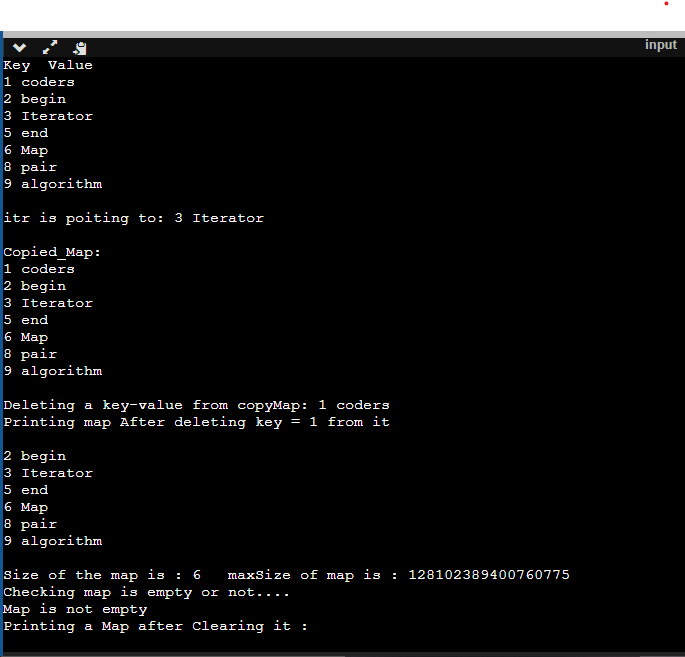 input
Key  Value
1 coders
2 begin
3 Iterator
5 end
6 Map
8 pair
9 algorithm
itr is poiting to: 3 Iterator
Copied_Map:
1 coders
2 begin
3 Iterator
5 end
6 Map
8 pair
9 algorithm
Deleting a key-value from copyMap: 1 coders
Printing map After deleting key = 1 from it
2 begin
3 Iterator
5 end
6 Map
8 pair
9 algorithm
Size of the map is : 6   maxSize of map is : 128102389400760775
Checking map is empty or not....
Map is not empty
Printing a Map after Clearing it :